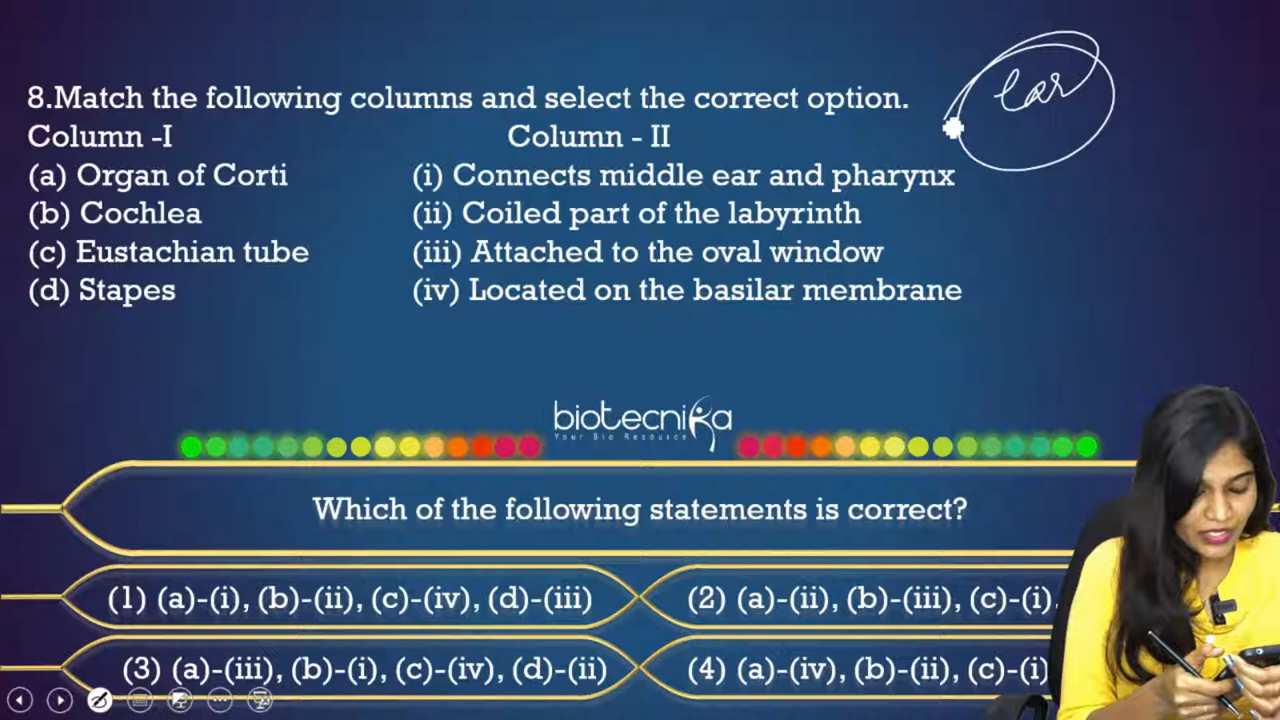 ear
8.Match the following columns and select the correct option.
Column -I Column - II
(a) Organ of Corti (i) Connects middle ear and pharynx
(b) Cochlea (ii) Coiled part of the labyrinth
(c) Eustachian tube (iii) Attached to the oval window
(d) Stapes (iv) Located on the basilar membrane
biotecnika
Your Bio Resource
Which of the following statements is correct?
(1) (a)-(i), (b)-(ii), (c)-(iv), (d)-(iii) (2) (a)-(ii), (b)-(iii), (c)-(i),
(3) (a)-(iii), (b)-(i), (c)-(iv), (d)-(ii) (4) (a)-(iv), (b)-(ii), (c)-(i)